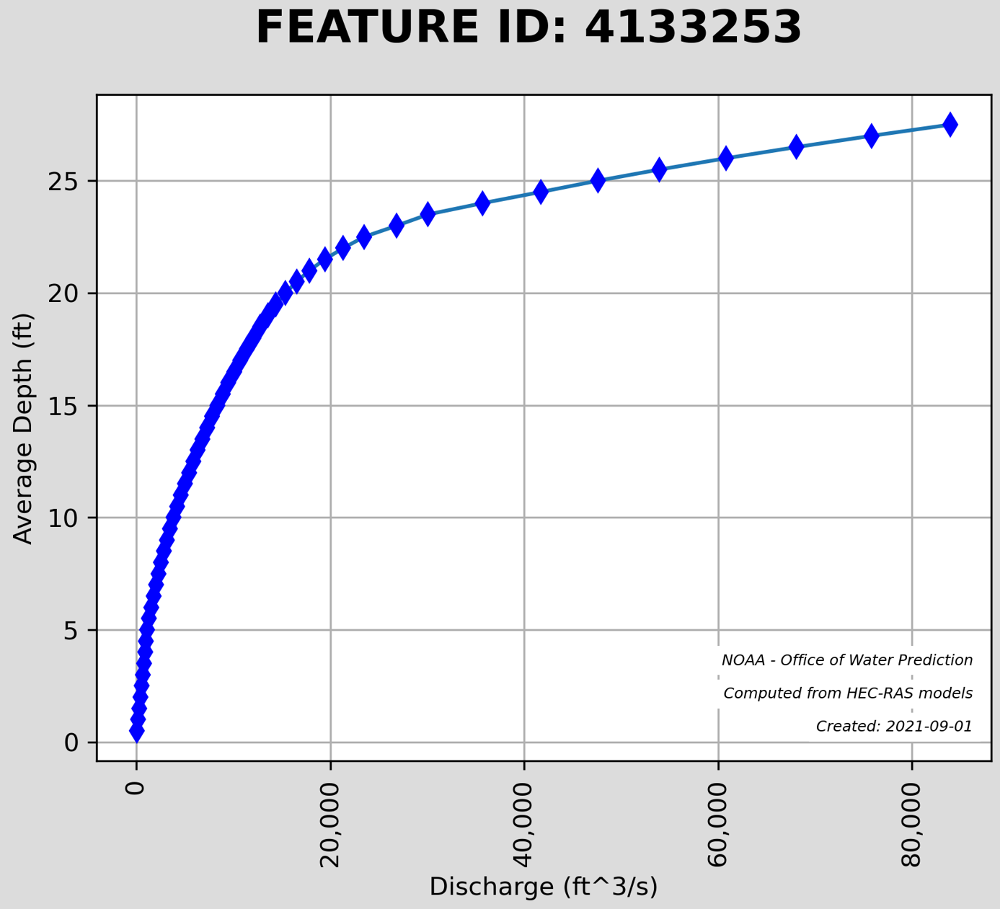 FEATURE ID: 4133253
25
20
15
10
5
0
Average Depth (ft)
NOAA - Office of Water Prediction
Computed from HEC-RAS models
Created: 2021-09-01
0
20,000
40,000
60,000
80,000
Discharge (ft^3/s)